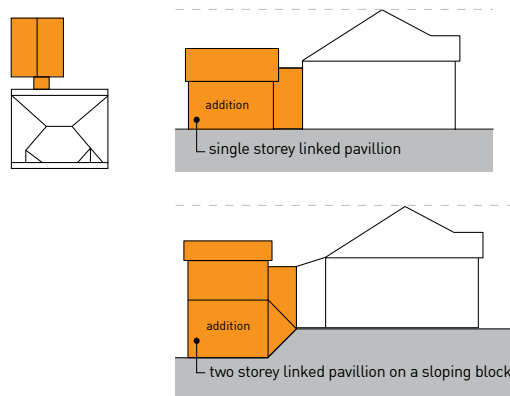 addition
single storey linked pavillion
addition
two storey linked pavillion on a sloping block